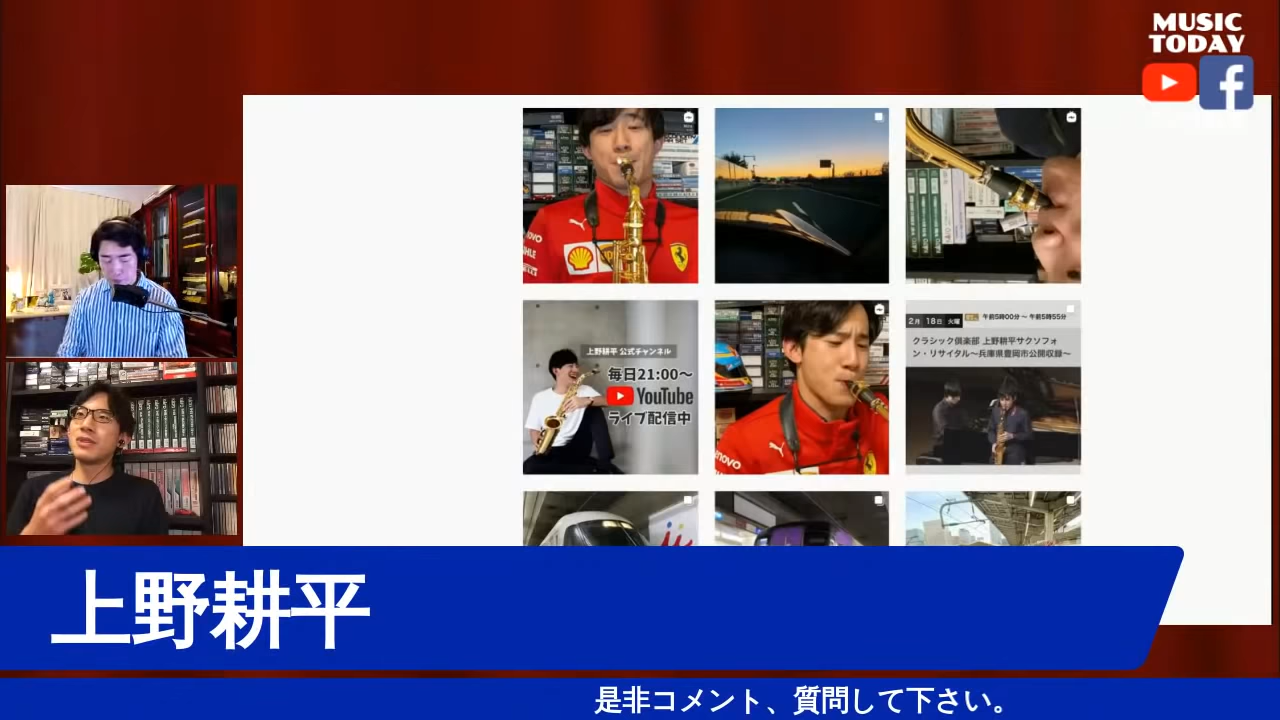 MUSIC
TODAY
上野耕平 公式チャンネル
毎日21:00〜
YouTube
ライブ配信中
2月 18日 火曜
午前5時00分 〜 午前5時55分
クラシック倶楽部 上野耕平サクソフォ
ン・リサイタル〜兵庫県豊岡市公開収録〜
上野耕平
是非コメント、質問して下さい。